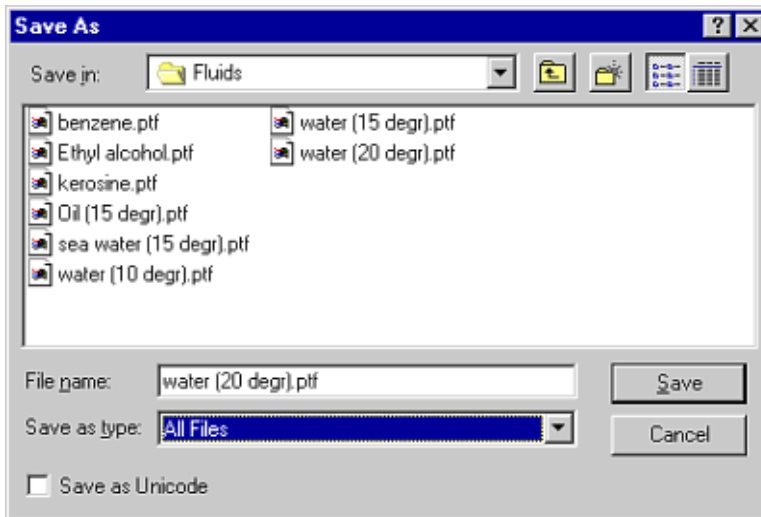 Save As
Save in: Fluids
benzene.ptf
Ethyl alcohol.ptf
kerosine.ptf
Oil (15 degr).ptf
sea water (15 degr).ptf
water (10 degr).ptf
water (15 degr).ptf
water (20 degr).ptf
File name: water (20 degr).ptf
Save
Save as type: All Files
Cancel
Save as Unicode